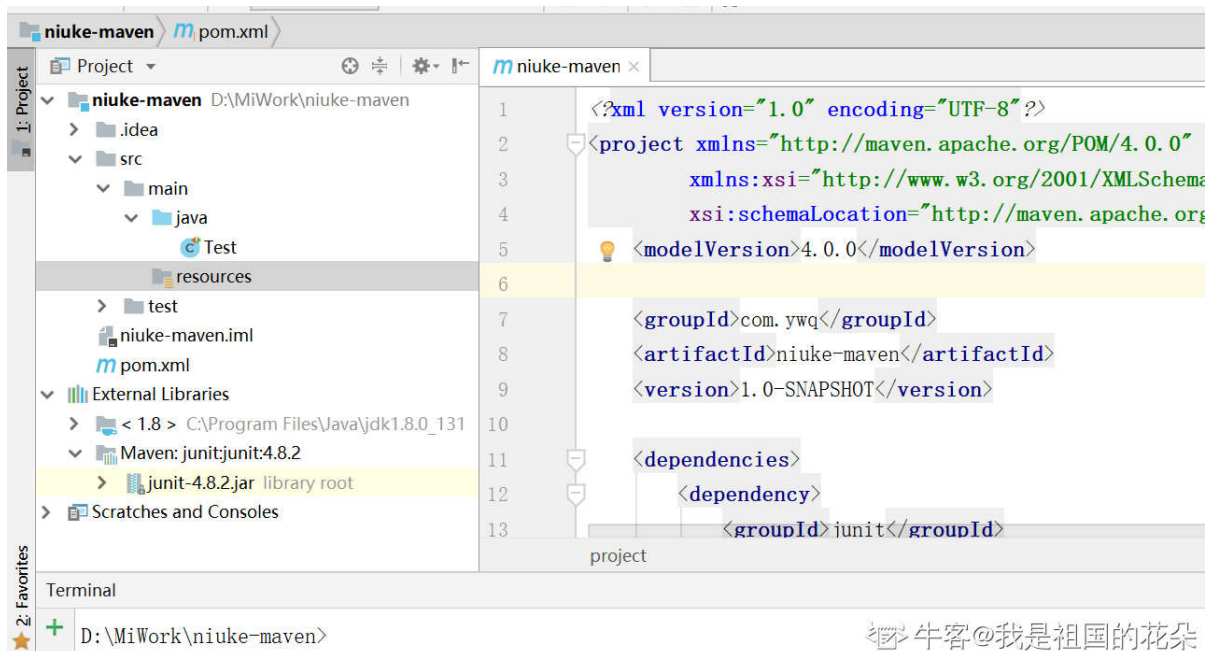 niuke-maven pom.xml
1: Project
Project
niuke-maven D:\MiWork\niuke-maven
.idea
src
main
java
Test
resources
test
niuke-maven.iml
pom.xml
External Libraries
< 1.8 > C:\Program Files\Java\jdk1.8.0_131
Maven: junit:junit:4.8.2
junit-4.8.2.jar library root
Scratches and Consoles
niuke-maven
1 <?xml version="1.0" encoding="UTF-8"?>
2 <project xmlns="http://maven.apache.org/POM/4.0.0"
3 xmlns:xsi="http://www.w3.org/2001/XMLSchema
4 xsi:schemaLocation="http://maven.apache.org
5 <modelVersion>4.0.0</modelVersion>
6
7 <groupId>com.ywq</groupId>
8 <artifactId>niuke-maven</artifactId>
9 <version>1.0-SNAPSHOT</version>
10
11 <dependencies>
12 <dependency>
13 <groupId>junit</groupId>
project
2: Favorites
Terminal
D:\MiWork\niuke-maven>
牛客@我是祖国的花朵